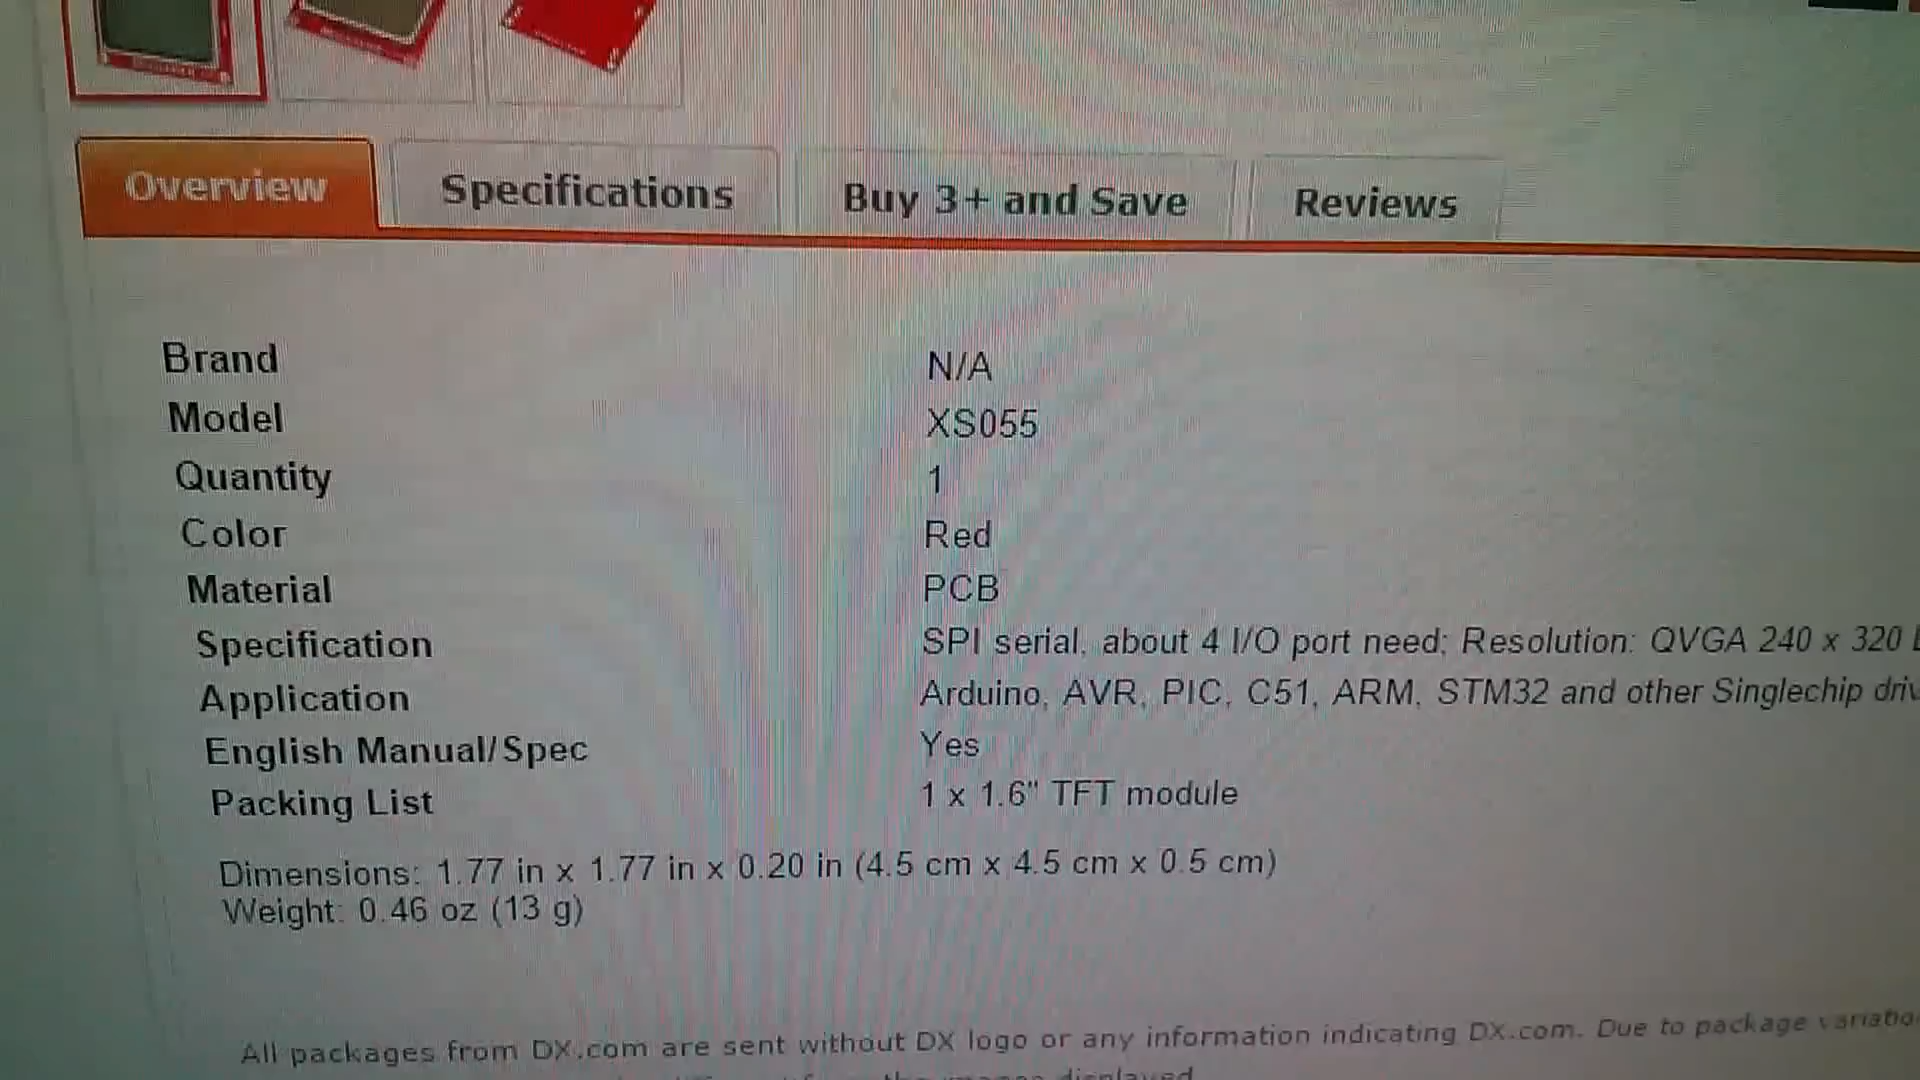 Overview Specifications Buy 3+ and Save Reviews
Brand N/A
Model XS055
Quantity 1
Color Red
Material PCB
Specification SPI serial, about 4 I/O port need; Resolution: QVGA 240 x 320
Application Arduino, AVR, PIC, C51, ARM, STM32 and other Singlechip
English Manual/Spec Yes
Packing List 1 x 1.6" TFT module
Dimensions: 1.77 in x 1.77 in x 0.20 in (4.5 cm x 4.5 cm x 0.5 cm)
Weight: 0.46 oz (13 g)
All packages from DX.com are sent without DX logo or any information indicating DX.com. Due to package
displayed